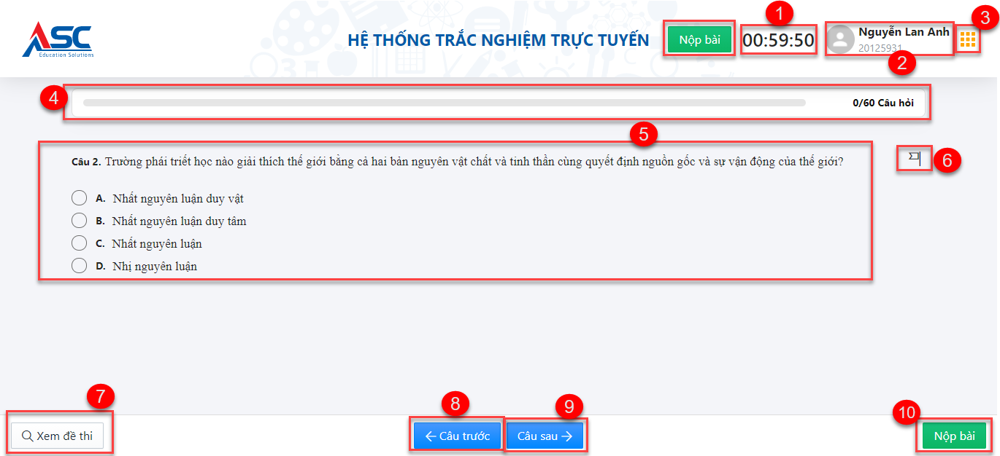 ASC
Education Solutions
HỆ THỐNG TRẮC NGHIỆM TRỰC TUYẾN
Nộp bài
1
00:59:50
Nguyễn Lan Anh
20125931
2
3
4
0/60 Câu hỏi
5
Câu 2. Trường phái triết học nào giải thích thế giới bằng cả hai bản nguyên vật chất và tinh thần cùng quyết định nguồn gốc và sự vận động của thế giới?
6
A. Nhất nguyên luận duy vật
B. Nhất nguyên luận duy tâm
C. Nhất nguyên luận
D. Nhị nguyên luận
7
Xem đề thi
8
Câu trước
9
Câu sau
10
Nộp bài